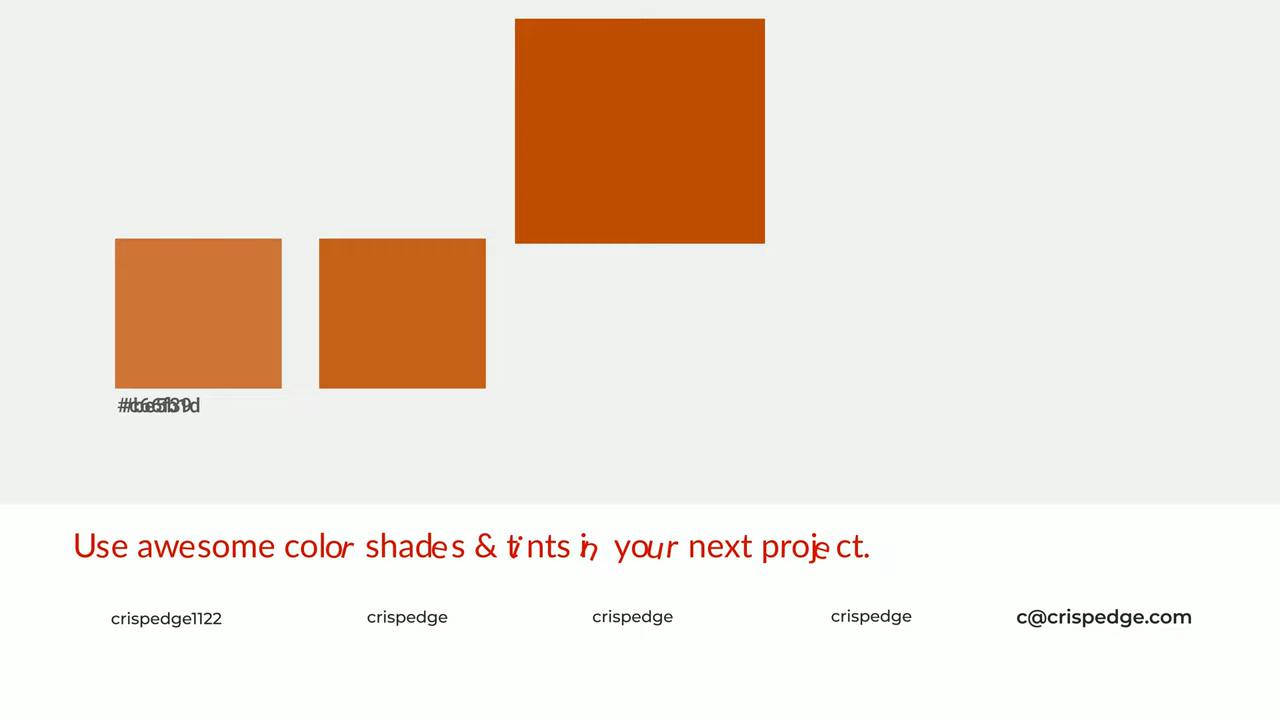 Use awesome color shades & tints in your next project.
crispedge1122 crispedge crispedge crispedge c@crispedge.com